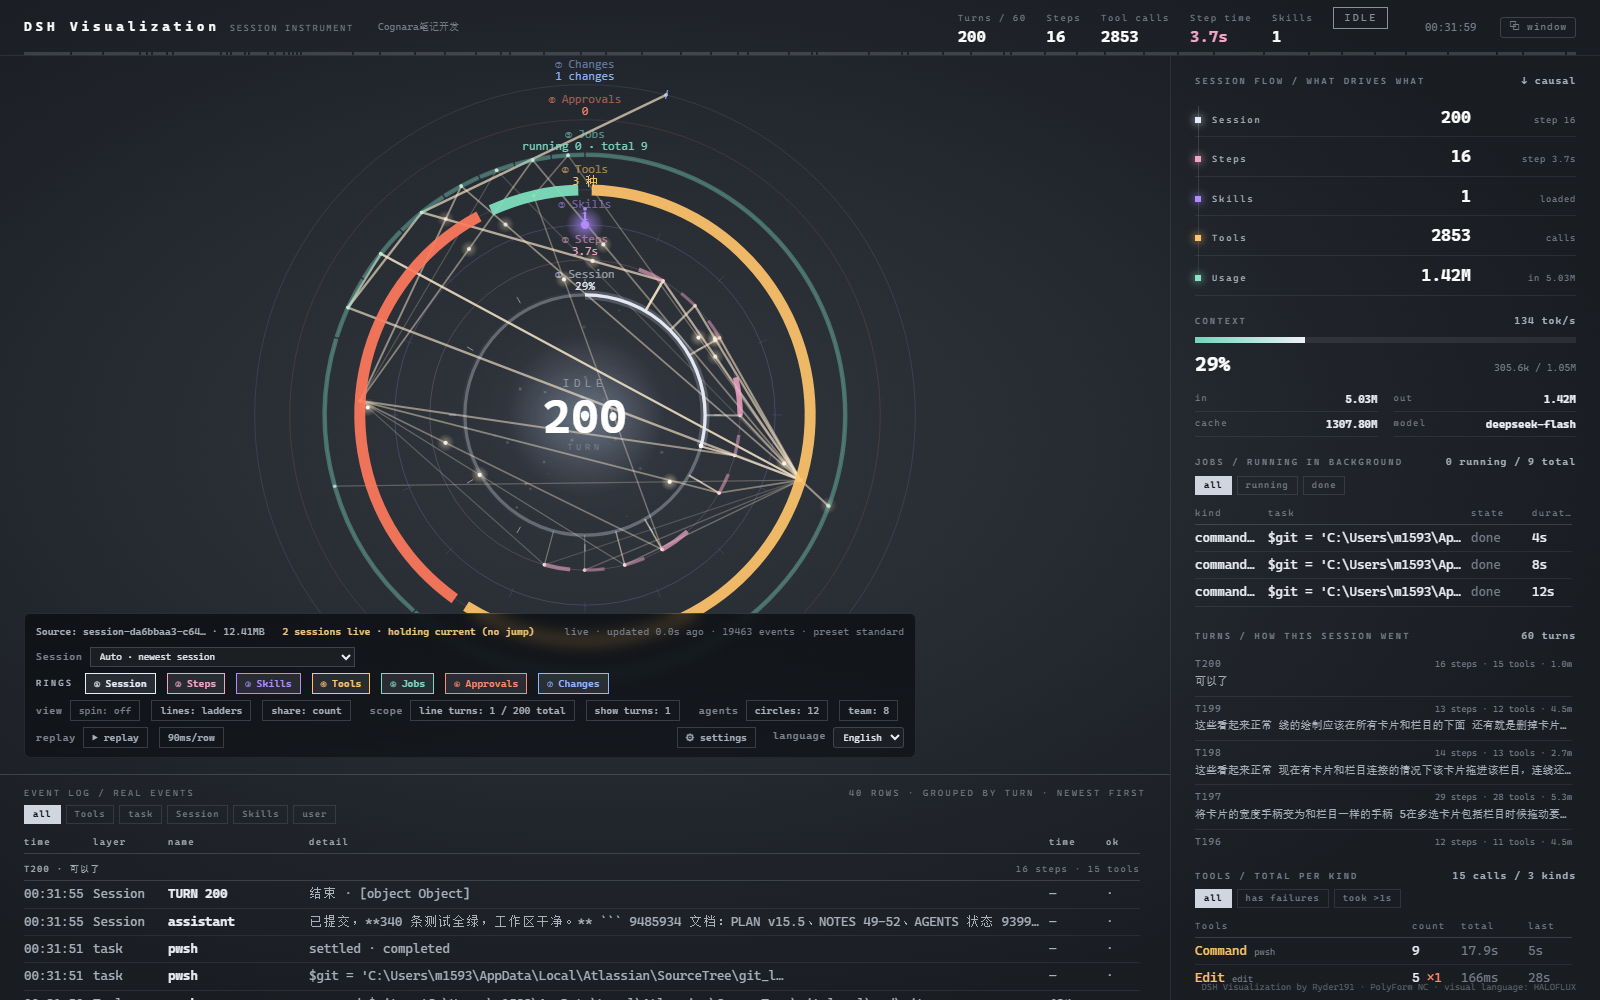 DSH Visualization SESSION INSTRUMENT Cognara笔记开发
Turns / 60 Steps Tool calls Step time Skills
200 16 2853 3.7s 1
IDLE
00:31:59
window
② Changes
1 changes
Approvals
0
Jobs
running 0 · total 9
Tools
3 种
Skills
1
Steps
3.7s
① Session
29%
IDLE
200
TURN
Source: session-da6bbaa3-c64… · 12.41MB 2 sessions live · holding current (no jump) live · updated 0.0s ago · 19463 events · preset standard
Session Auto · newest session
RINGS ① Session ② Steps ③ Skills ④ Tools ⑤ Jobs ⑥ Approvals ⑦ Changes
view spin: off lines: ladders share: count scope line turns: 1 / 200 total show turns: 1 agents circles: 12 team: 8
replay ▶ replay 90ms/row ⚙ settings language English
EVENT LOG / REAL EVENTS 40 ROWS · GROUPED BY TURN · NEWEST FIRST
all Tools task Session Skills user
time layer name detail time ok
T200 · 可以了 16 steps · 15 tools
00:31:55 Session TURN 200 结束 · [object Object] — ·
00:31:55 Session assistant 已提交，**340 条测试全绿，工作区干净。** ``` 9485934 文档: PLAN v15.5、NOTES 49-52、AGENTS 状态 9399… — ·
00:31:51 task pwsh settled · completed — ·
00:31:51 task pwsh $git = 'C:\Users\m1593\AppData\Local\Atlassian\SourceTree\git_l… — ·
SESSION FLOW / WHAT DRIVES WHAT ↓ causal
Session 200 step 16
Steps 16 step 3.7s
Skills 1 loaded
Tools 2853 calls
Usage 1.42M in 5.03M
CONTEXT 134 tok/s
29% 305.6k / 1.05M
in 5.03M out 1.42M
cache 1307.80M model deepseek-flash
JOBS / RUNNING IN BACKGROUND 0 running / 9 total
all running done
kind task state durat…
command… $git = 'C:\Users\m1593\Ap… done 4s
command… $git = 'C:\Users\m1593\Ap… done 8s
command… $git = 'C:\Users\m1593\Ap… done 12s
TURNS / HOW THIS SESSION WENT 60 turns
T200 16 steps · 15 tools · 1.0m
可以了
T199 13 steps · 12 tools · 4.5m
这些看起来正常 线的绘制应该在所有卡片和栏目的下面 还有就是删掉卡片…
T198 14 steps · 13 tools · 2.7m
这些看起来正常 现在有卡片和栏目连接的情况下该卡片拖进该栏目，连线还…
T197 29 steps · 28 tools · 5.3m
将卡片的宽度手柄变为和栏目一样的手柄 5在多选卡片包括栏目时候拖动要…
T196 12 steps · 11 tools · 4.5m
TOOLS / TOTAL PER KIND 15 calls / 3 kinds
all has failures took >1s
Tools count total last
Command pwsh 9 17.9s 5s
Edit edit 5 ×1 166ms 28s
DSH Visualization by Ryder191 · PolyForm NC · visual language: HALOFLUX